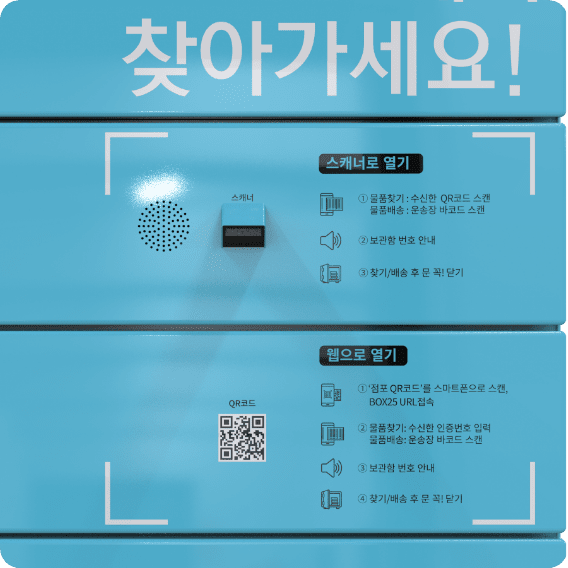 찾아가세요!
스캐너로 열기
스캐너
① 물품찾기 : 수신한 QR코드 스캔
물품배송 : 운송장 바코드 스캔
② 보관함 번호 안내
③ 찾기/배송 후 문 꼭! 닫기
웹으로 열기
① '점포 QR코드'를 스마트폰으로 스캔,
BOX25 URL접속
QR코드
② 물품찾기: 수신한 인증번호 입력
물품배송: 운송장 바코드 스캔
③ 보관함 번호 안내
④ 찾기/배송 후 문 꼭! 닫기